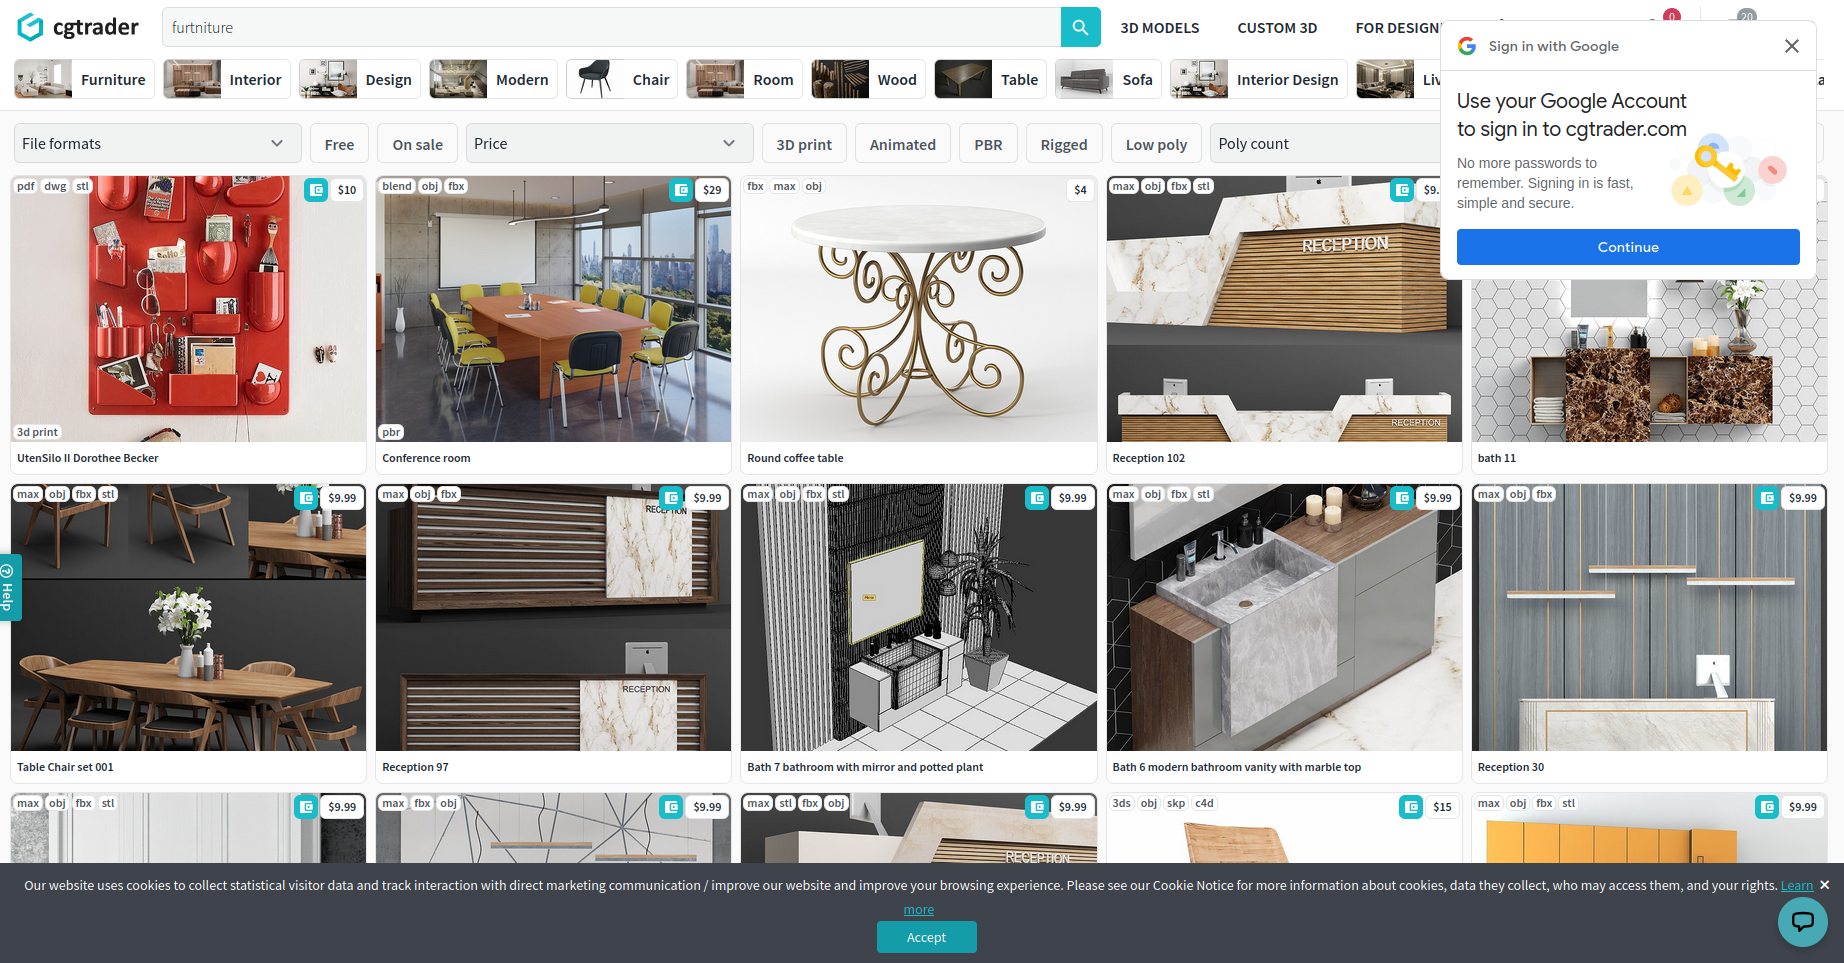 cgtrader
furtniture
3D MODELS
CUSTOM 3D
FOR DESIGN
0
20
Furniture
Interior
Design
Modern
Chair
Room
Wood
Table
Sofa
Interior Design
Liv
File formats
Free
On sale
Price
3D print
Animated
PBR
Rigged
Low poly
Poly count
Sign in with Google
Use your Google Account
to sign in to cgtrader.com
No more passwords to
remember. Signing in is fast,
simple and secure.
Continue
pdf dwg stl
$10
3d print
UtenSilo II Dorothee Becker
blend obj fbx
$29
pbr
Conference room
fbx max obj
$4
Round coffee table
max obj fbx stl
$9.
RECEPTION
RECEPTION
Reception 102
bath 11
max obj fbx stl
$9.99
Table Chair set 001
max obj fbx
$9.99
RECEPTION
RECEPTION
Reception 97
max obj fbx stl
$9.99
Bath 7 bathroom with mirror and potted plant
max obj fbx stl
$9.99
Bath 6 modern bathroom vanity with marble top
max obj fbx
$9.99
Reception 30
Help
max obj fbx stl
$9.99
max fbx obj
$9.99
max stl fbx obj
$9.99
RECEPTION
3ds obj skp c4d
$15
max obj fbx stl
$9.99
Our website uses cookies to collect statistical visitor data and track interaction with direct marketing communication / improve our website and improve your browsing experience. Please see our Cookie Notice for more information about cookies, data they collect, who may access them, and your rights. Learn
more
Accept